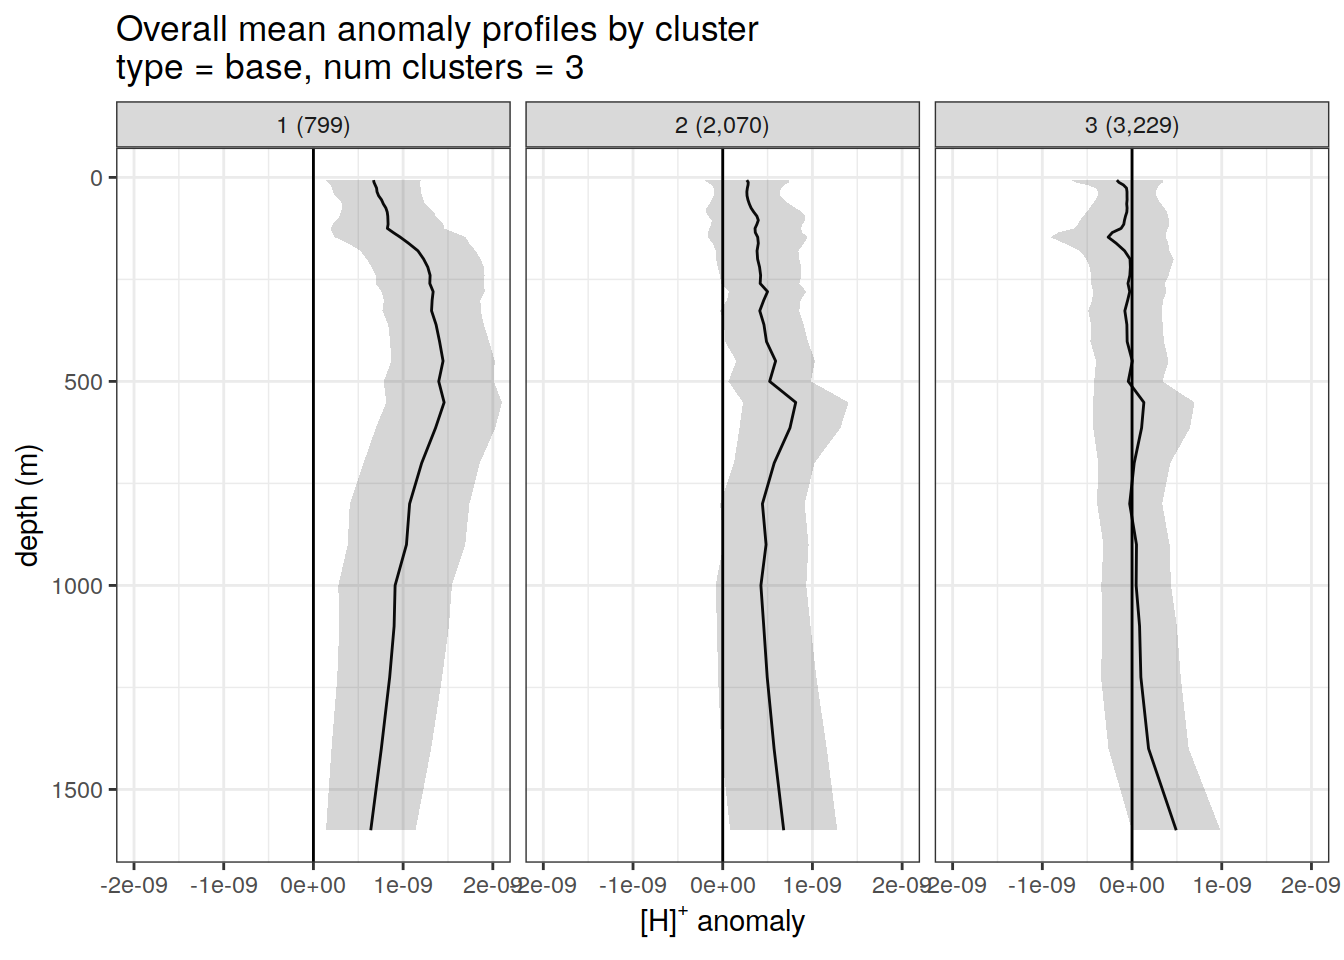 Overall mean anomaly profiles by cluster
type = base, num clusters = 3
1 (799) 2 (2,070) 3 (3,229)
0
500
1000
1500
depth (m)
-2e-09 -1e-09 0e+00 1e-09 2e-09 -2e-09 -1e-09 0e+00 1e-09 2e-09 -2e-09 -1e-09 0e+00 1e-09 2e-09
[H]⁺ anomaly